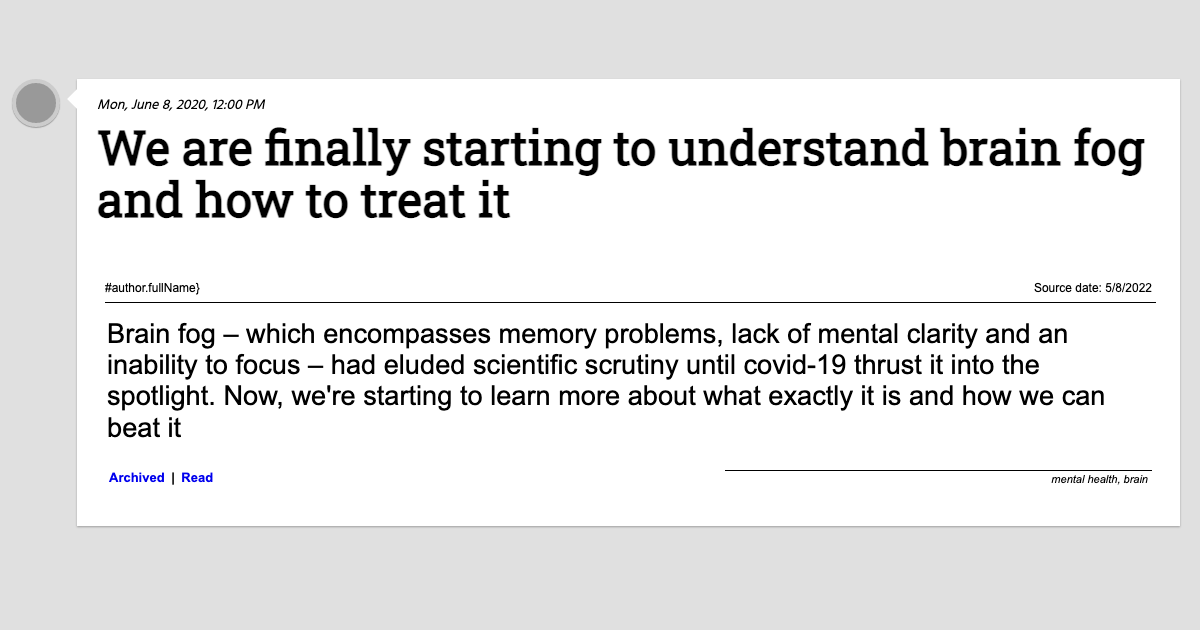 Mon, June 8, 2020, 12:00 PM
We are finally starting to understand brain fog
and how to treat it
#author.fullName}
Source date: 5/8/2022
Brain fog – which encompasses memory problems, lack of mental clarity and an
inability to focus – had eluded scientific scrutiny until covid-19 thrust it into the
spotlight. Now, we're starting to learn more about what exactly it is and how we can
beat it
Archived | Read
mental health, brain